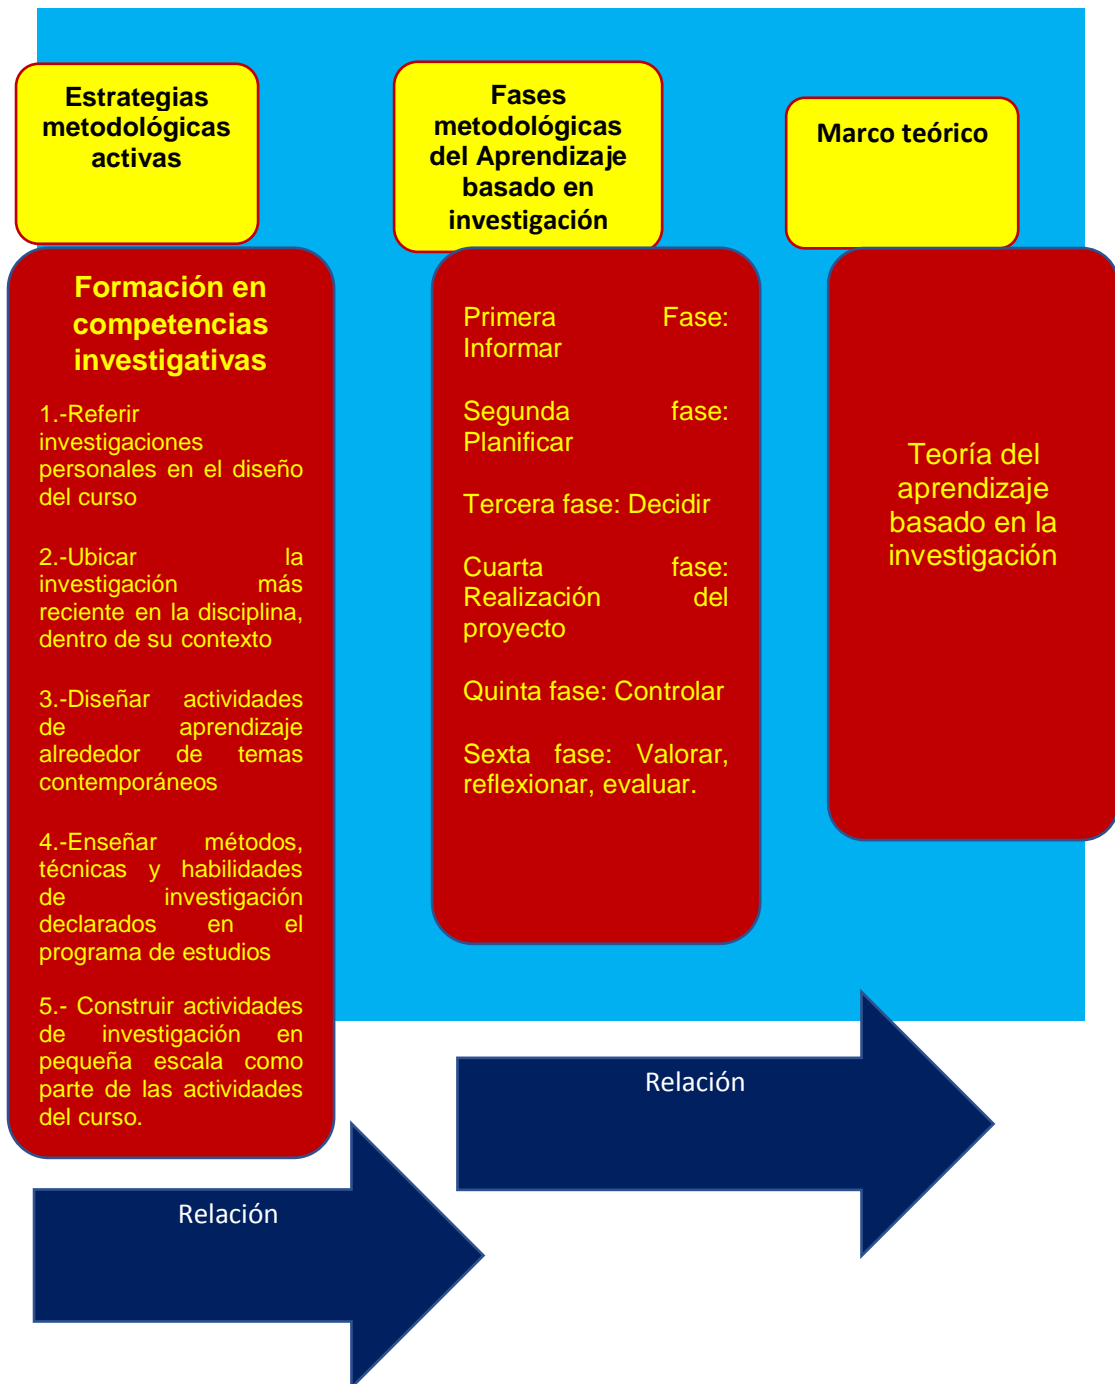 Estrategias
metodológicas
activas
Formación en
competencias
investigativas
1.-Referir
investigaciones
personales en el diseño
del curso
2.-Ubicar la
investigación más
reciente en la disciplina,
dentro de su contexto
3.-Diseñar actividades
de aprendizaje
alrededor de temas
contemporáneos
4.-Enseñar métodos,
técnicas y habilidades
de investigación
declarados en el
programa de estudios
5.- Construir actividades
de investigación en
pequeña escala como
parte de las actividades
del curso.
Fases
metodológicas
del Aprendizaje
basado en
investigación
Primera Fase:
Informar
Segunda fase:
Planificar
Tercera fase: Decidir
Cuarta fase:
Realización del
proyecto
Quinta fase: Controlar
Sexta fase: Valorar,
reflexionar, evaluar.
Marco teórico
Teoría del
aprendizaje
basado en la
investigación
Relación
Relación